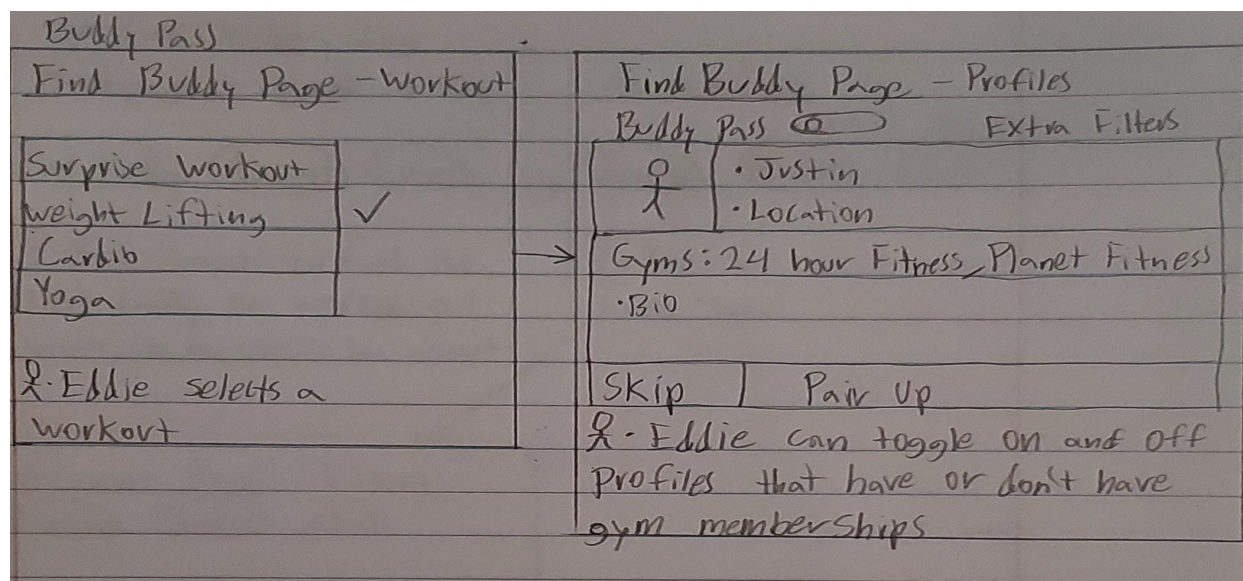 Buddy Pass
Find Buddy Page - Workout
Surprise Workout
Weight Lifting ✓
Cardio
Yoga
Eddie selects a
workout
Find Buddy Page - Profiles
Buddy Pass Extra Filters
• Justin
• Location
Gyms: 24 hour Fitness, Planet Fitness
• Bio
Skip Pair Up
• Eddie can toggle on and off
Profiles that have or don't have
gym memberships